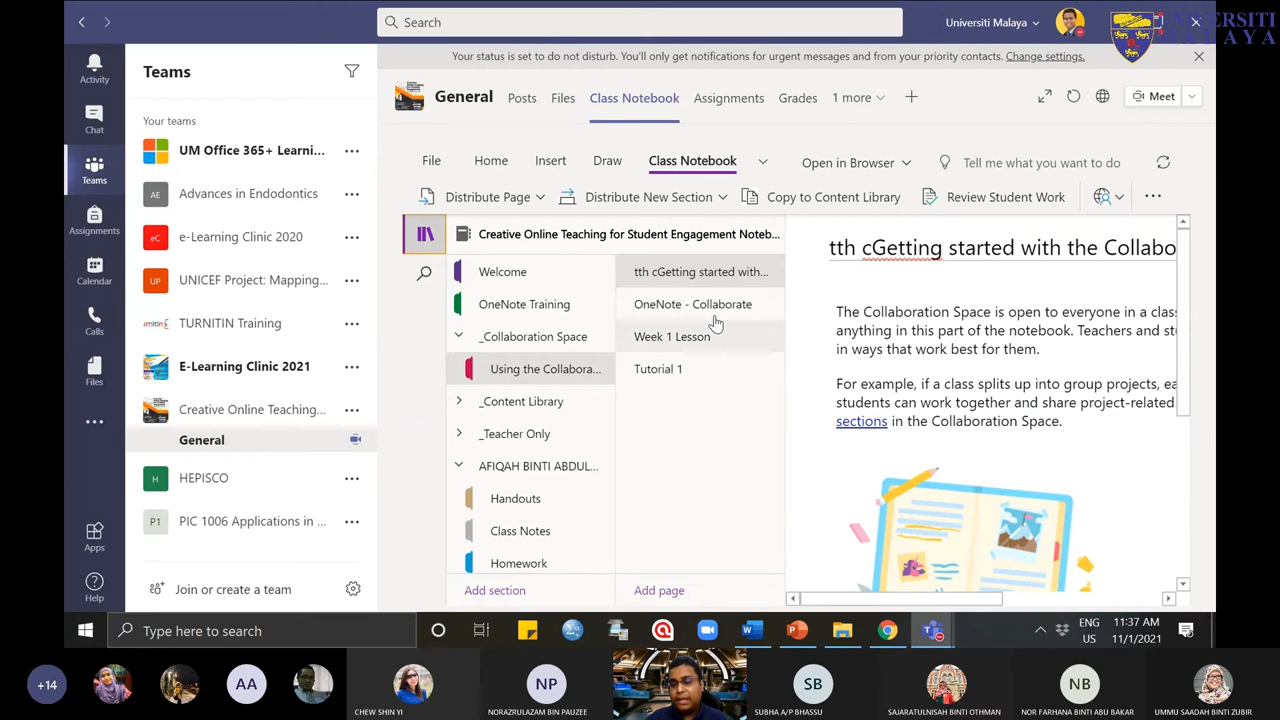 Search
Universiti Malaya
UNIVERSITI
Your status is set to do not disturb. You'll only get notifications for urgent messages and from your priority contacts. Change settings.
Activity
Chat
Teams
Assignments
Calendar
Calls
Files
Apps
Help
Teams
Your teams
UM Office 365+ Learni...
AE Advances in Endodontics
eC e-Learning Clinic 2020
UP UNICEF Project: Mapping...
turnitin TURNITIN Training
E-Learning Clinic 2021
Creative Online Teaching...
General
H HEPISCO
P1 PIC 1006 Applications in ...
Join or create a team
General Posts Files Class Notebook Assignments Grades 1 more Meet
File Home Insert Draw Class Notebook Open in Browser Tell me what you want to do
Distribute Page Distribute New Section Copy to Content Library Review Student Work
Creative Online Teaching for Student Engagement Noteb...
Welcome
OneNote Training
_Collaboration Space
Using the Collabora...
_Content Library
_Teacher Only
AFIQAH BINTI ABDUL...
Handouts
Class Notes
Homework
Add section
tth cGetting started with...
OneNote - Collaborate
Week 1 Lesson
Tutorial 1
Add page
tth cGetting started with the Collabo
The Collaboration Space is open to everyone in a class
anything in this part of the notebook. Teachers and stu
in ways that work best for them.
For example, if a class splits up into group projects, ea
students can work together and share project-related
sections in the Collaboration Space.
Type here to search
ENG
US
11:37 AM
11/1/2021
+14
AA
CHEW SHIN YI
NP
NORAZRULAZAM BIN PAUZEE
SB
SUBHA A/P BHASSU
SAJARATULNISAH BINTI OTHMAN
NB
NOR FARHANA BINTI ABU BAKAR
UMMU SAADAH BINTI ZUBIR